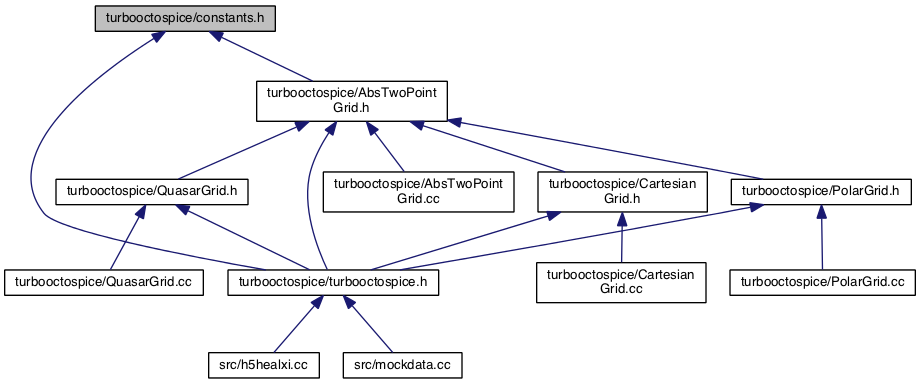 turbooctospice/constants.h
turbooctospice/AbsTwoPoint
Grid.h
turbooctospice/QuasarGrid.h
turbooctospice/AbsTwoPoint
Grid.cc
turbooctospice/Cartesian
Grid.h
turbooctospice/PolarGrid.h
turbooctospice/QuasarGrid.cc
turbooctospice/turbooctospice.h
turbooctospice/Cartesian
Grid.cc
turbooctospice/PolarGrid.cc
src/h5healxi.cc
src/mockdata.cc